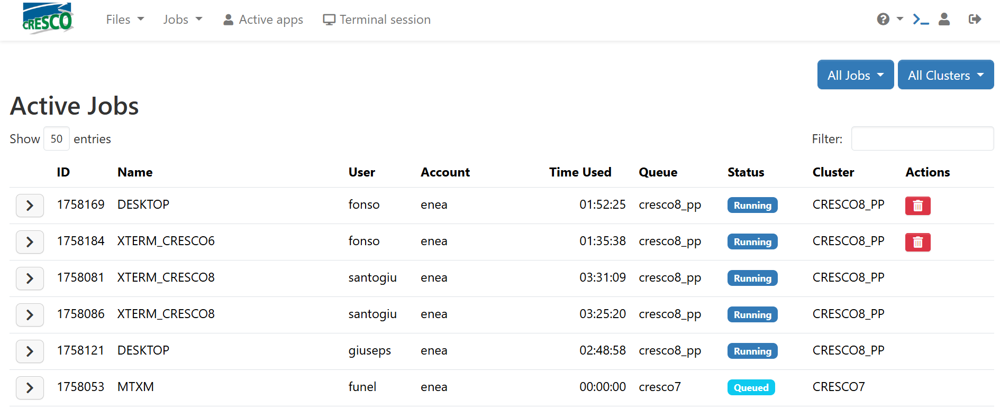 CRESCO Files Jobs Active apps Terminal session
All Jobs All Clusters
Active Jobs
Show 50 entries Filter:
ID Name User Account Time Used Queue Status Cluster Actions
1758169 DESKTOP fonso enea 01:52:25 cresco8_pp Running CRESCO8_PP
1758184 XTERM_CRESCO6 fonso enea 01:35:38 cresco8_pp Running CRESCO8_PP
1758081 XTERM_CRESCO8 santogiu enea 03:31:09 cresco8_pp Running CRESCO8_PP
1758086 XTERM_CRESCO8 santogiu enea 03:25:20 cresco8_pp Running CRESCO8_PP
1758121 DESKTOP giuseps enea 02:48:58 cresco8_pp Running CRESCO8_PP
1758053 MTXM funel enea 00:00:00 cresco7 Queued CRESCO7